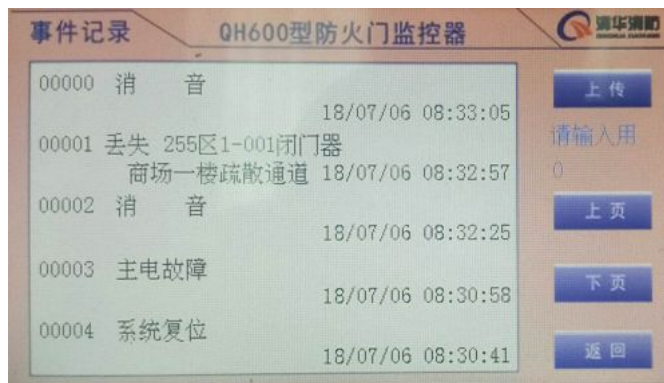 事件记录
QH600型防火门监控器
清华消防
00000 消 音
18/07/06 08:33:05
00001 丢失 255区1-001闭门器
商场一楼疏散通道 18/07/06 08:32:57
00002 消 音
18/07/06 08:32:25
00003 主电故障
18/07/06 08:30:58
00004 系统复位
18/07/06 08:30:41
上传
请输入用
0
上页
下页
返回